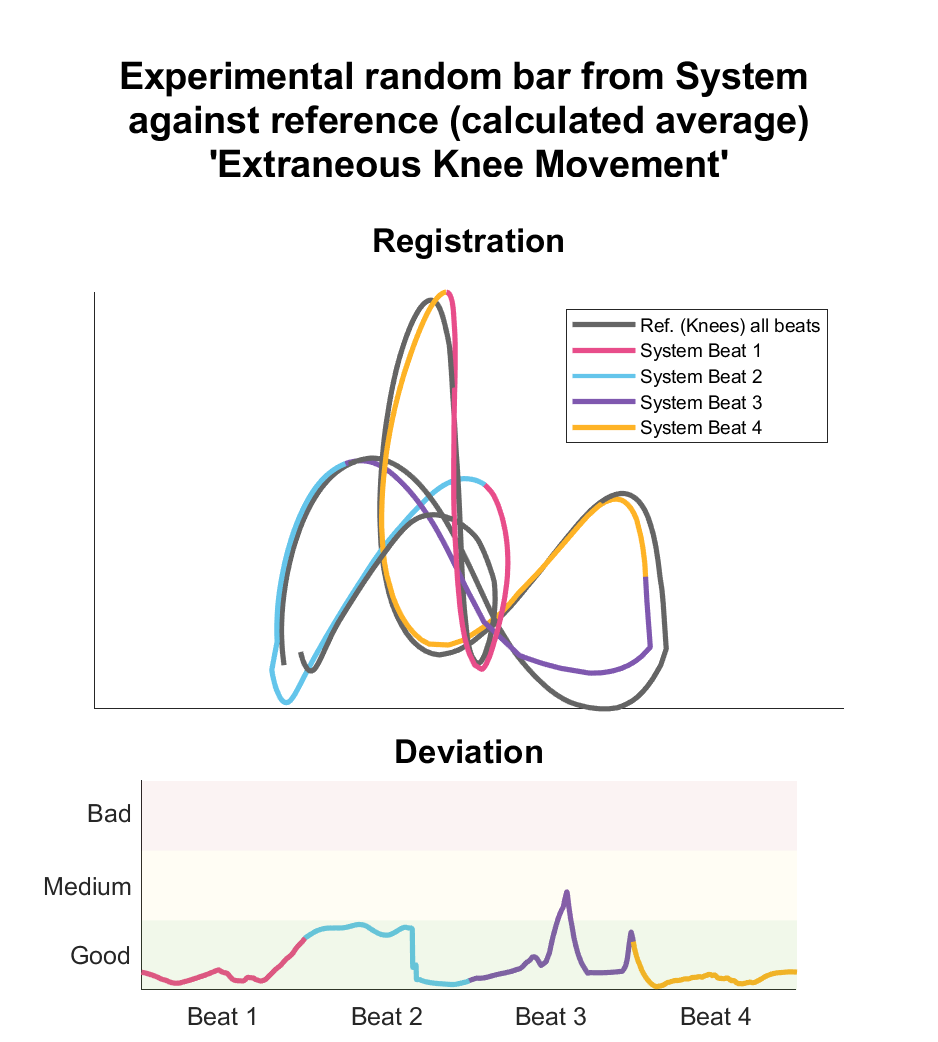 Experimental random bar from System
against reference (calculated average)
'Extraneous Knee Movement'
Registration
Ref. (Knees) all beats
System Beat 1
System Beat 2
System Beat 3
System Beat 4
Deviation
Bad
Medium
Good
Beat 1 Beat 2 Beat 3 Beat 4